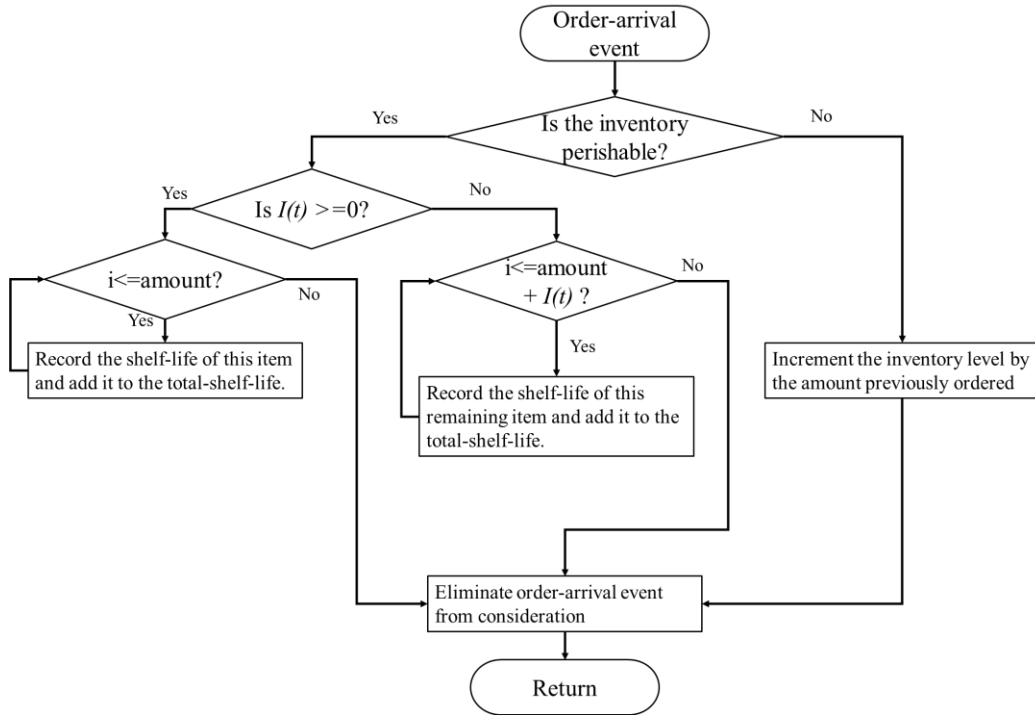 Order-arrival
event
Yes
Is the inventory
perishable?
No
Yes
Is I(t) >=0?
No
i<=amount?
No
Yes
i<=amount
+ I(t) ?
No
Yes
Record the shelf-life of this item
and add it to the total-shelf-life.
Record the shelf-life of this
remaining item and add it to the
total-shelf-life.
Increment the inventory level by
the amount previously ordered
Eliminate order-arrival event
from consideration
Return